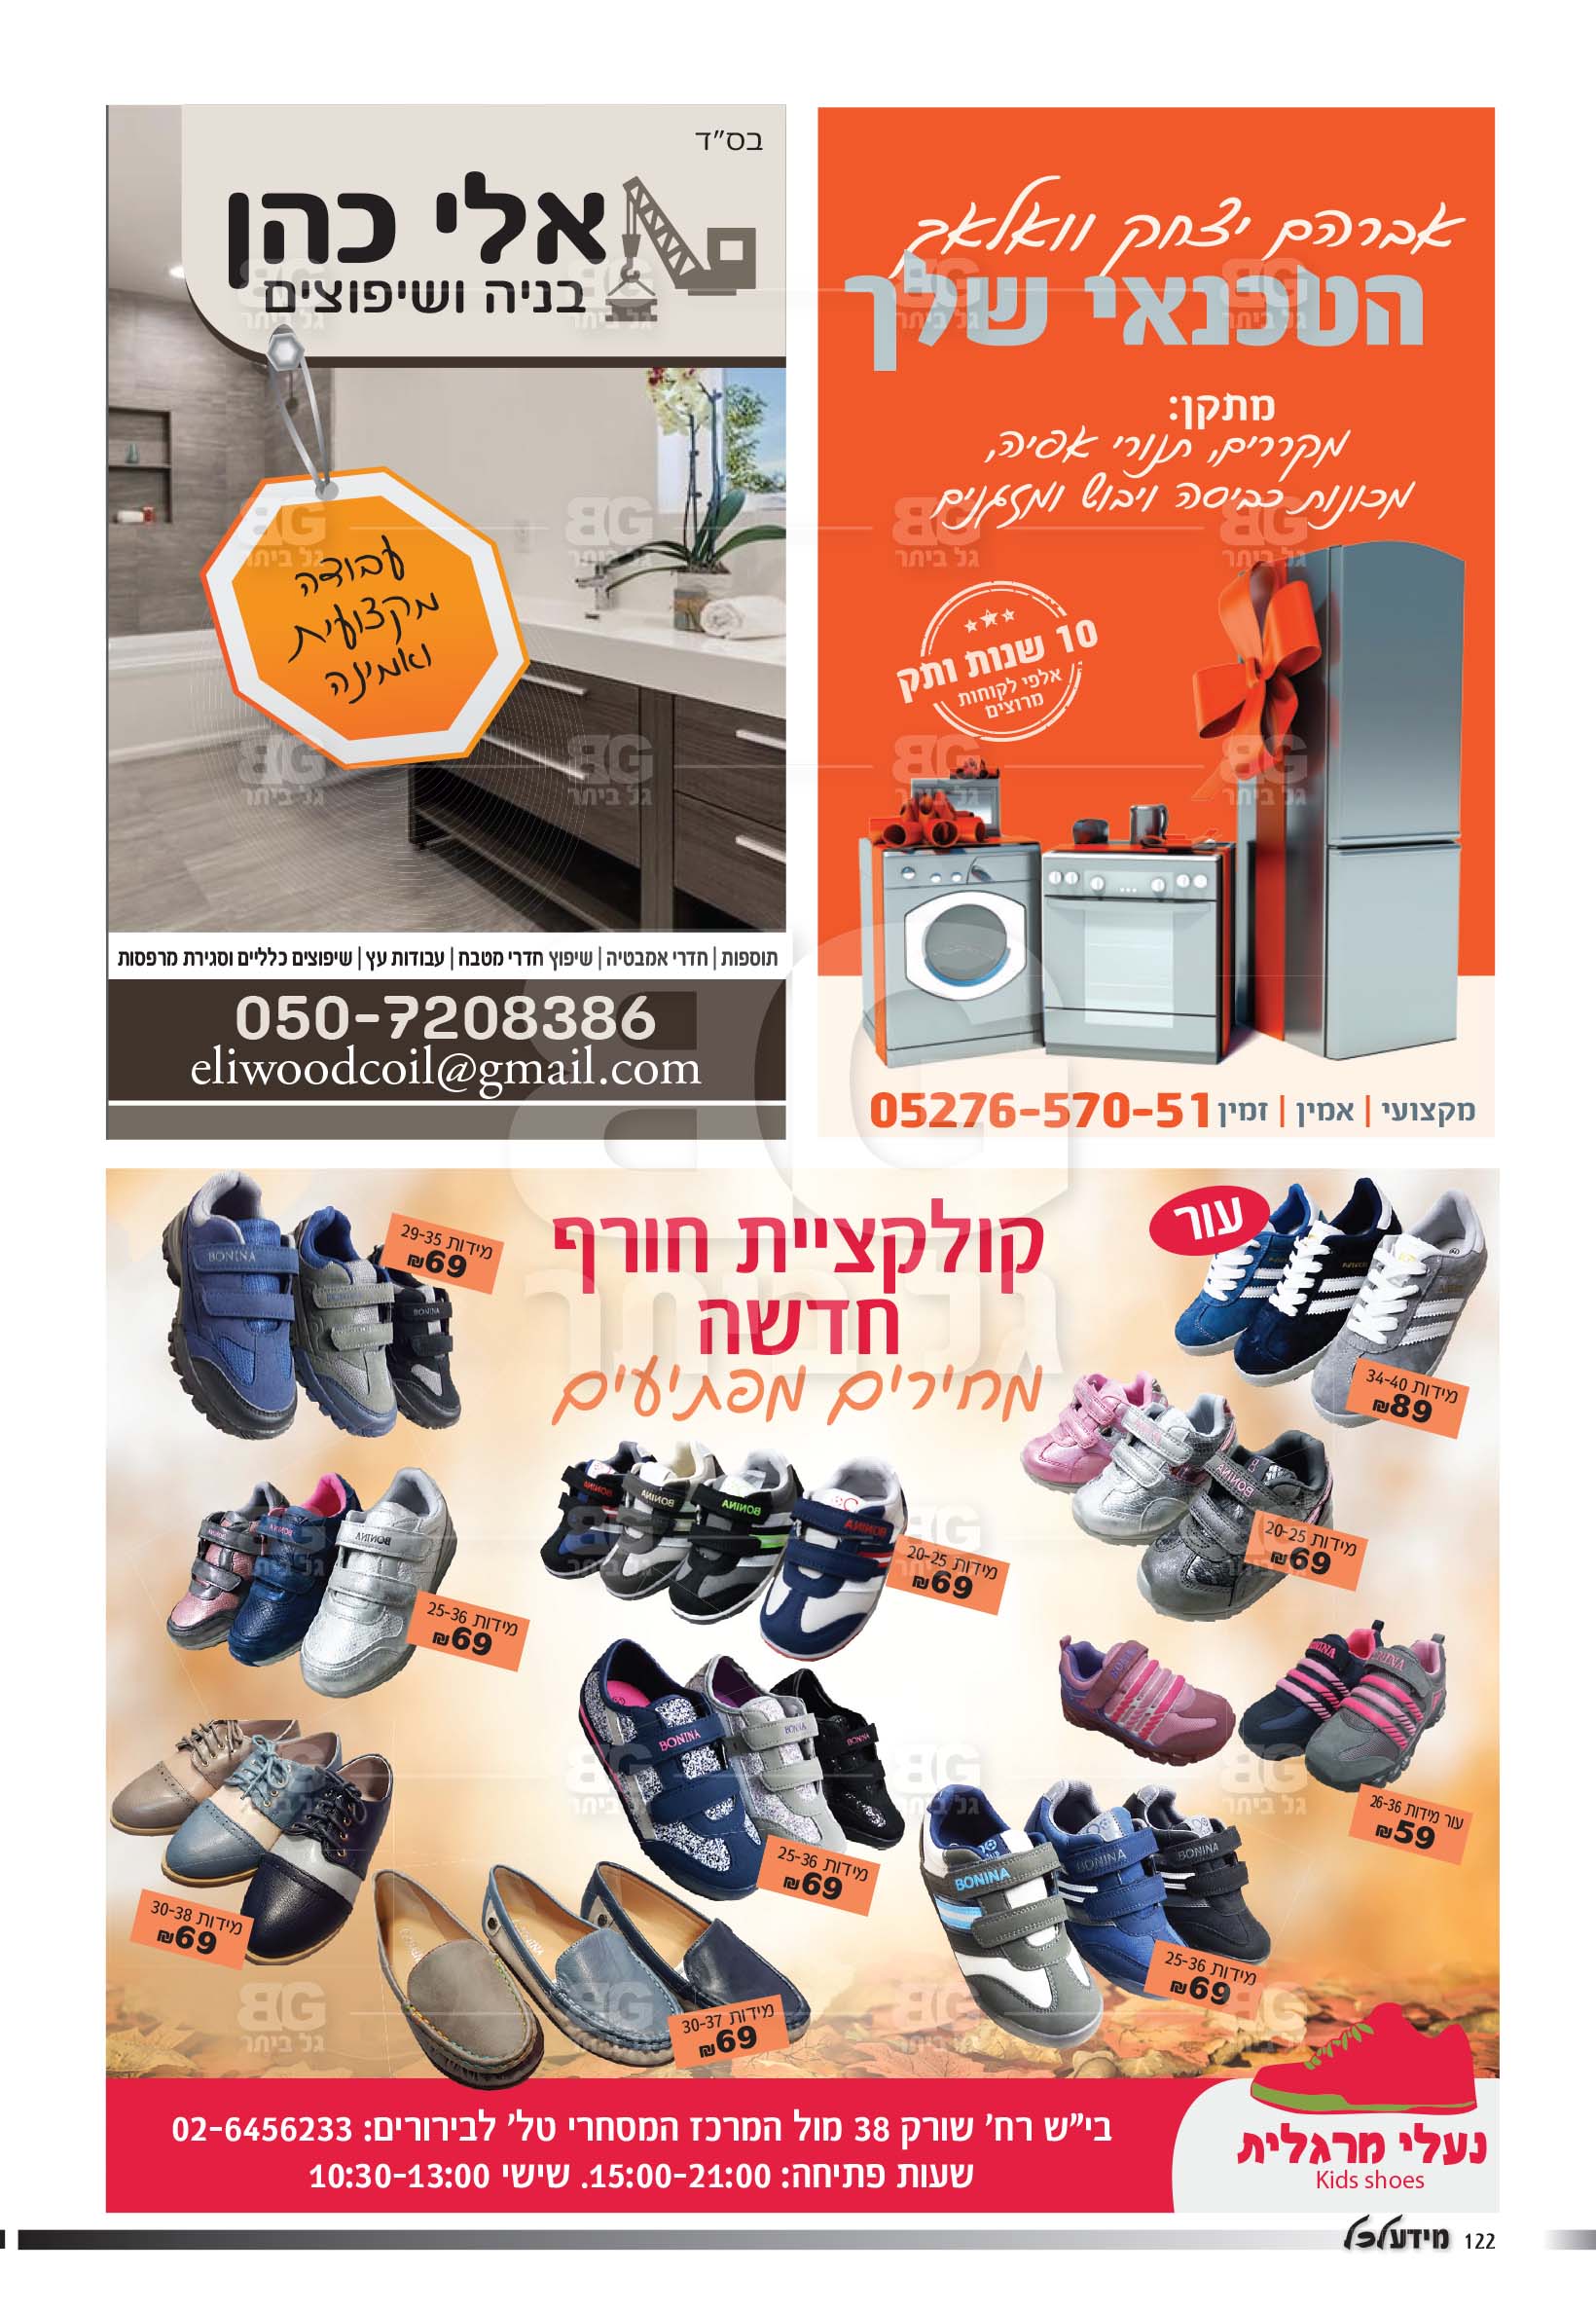 אברהם יצחק וואלאך
הטכנאי שלך
מתקן:
מקררים, תנורי אפיה,
מכונות כביסה ויבוש ומזגנים
10 שנות ותק
אלפי לקוחות
מרוצים
מקצועי | אמין | זמין 05276-570-51
בס״ד
אלי כהן
בניה ושיפוצים
עבודה
מקצועית
ואמינה
תוספות | חדרי אמבטיה | שיפוץ חדרי מטבח | עבודות עץ | שיפוצים כלליים וסגירת מרפסות
050-7208386
eliwoodcoil@gmail.com
קולקציית חורף
חדשה
מחירים מפתיעים
עור
מידות 34-40
89₪
מידות 29-35
69₪
מידות 20-25
69₪
מידות 20-25
69₪
מידות 25-36
69₪
עור מידות 26-36
59₪
מידות 25-36
69₪
מידות 30-38
69₪
מידות 25-36
69₪
מידות 30-37
69₪
BONINA
נעלי מרגלית
Kids shoes
בי״ש רח׳ שורק 38 מול המרכז המסחרי טל׳ לבירורים: 02-6456233
שעות פתיחה: 15:00-21:00. שישי 10:30-13:00
122 מידע לכל
BG
גל ביתר